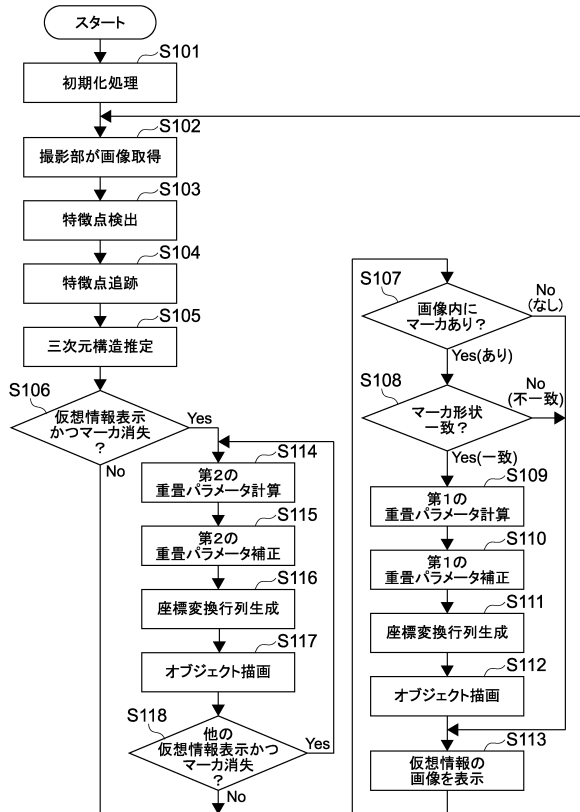 スタート
S101
初期化処理
S102
撮影部が画像取得
S103
特徴点検出
S104
特徴点追跡
S105
三次元構造推定
S106
仮想情報表示
かつマーカ消失
?
Yes
No
S114
第2の
重畳パラメータ計算
S115
第2の
重畳パラメータ補正
S116
座標変換行列生成
S117
オブジェクト描画
S118
他の
仮想情報表示かつ
マーカ消失
?
Yes
No
S107
画像内に
マーカあり?
No
(なし)
Yes(あり)
S108
マーカ形状
一致?
No
(不一致)
Yes(一致)
S109
第1の
重畳パラメータ計算
S110
第1の
重畳パラメータ補正
S111
座標変換行列生成
S112
オブジェクト描画
S113
仮想情報の
画像を表示